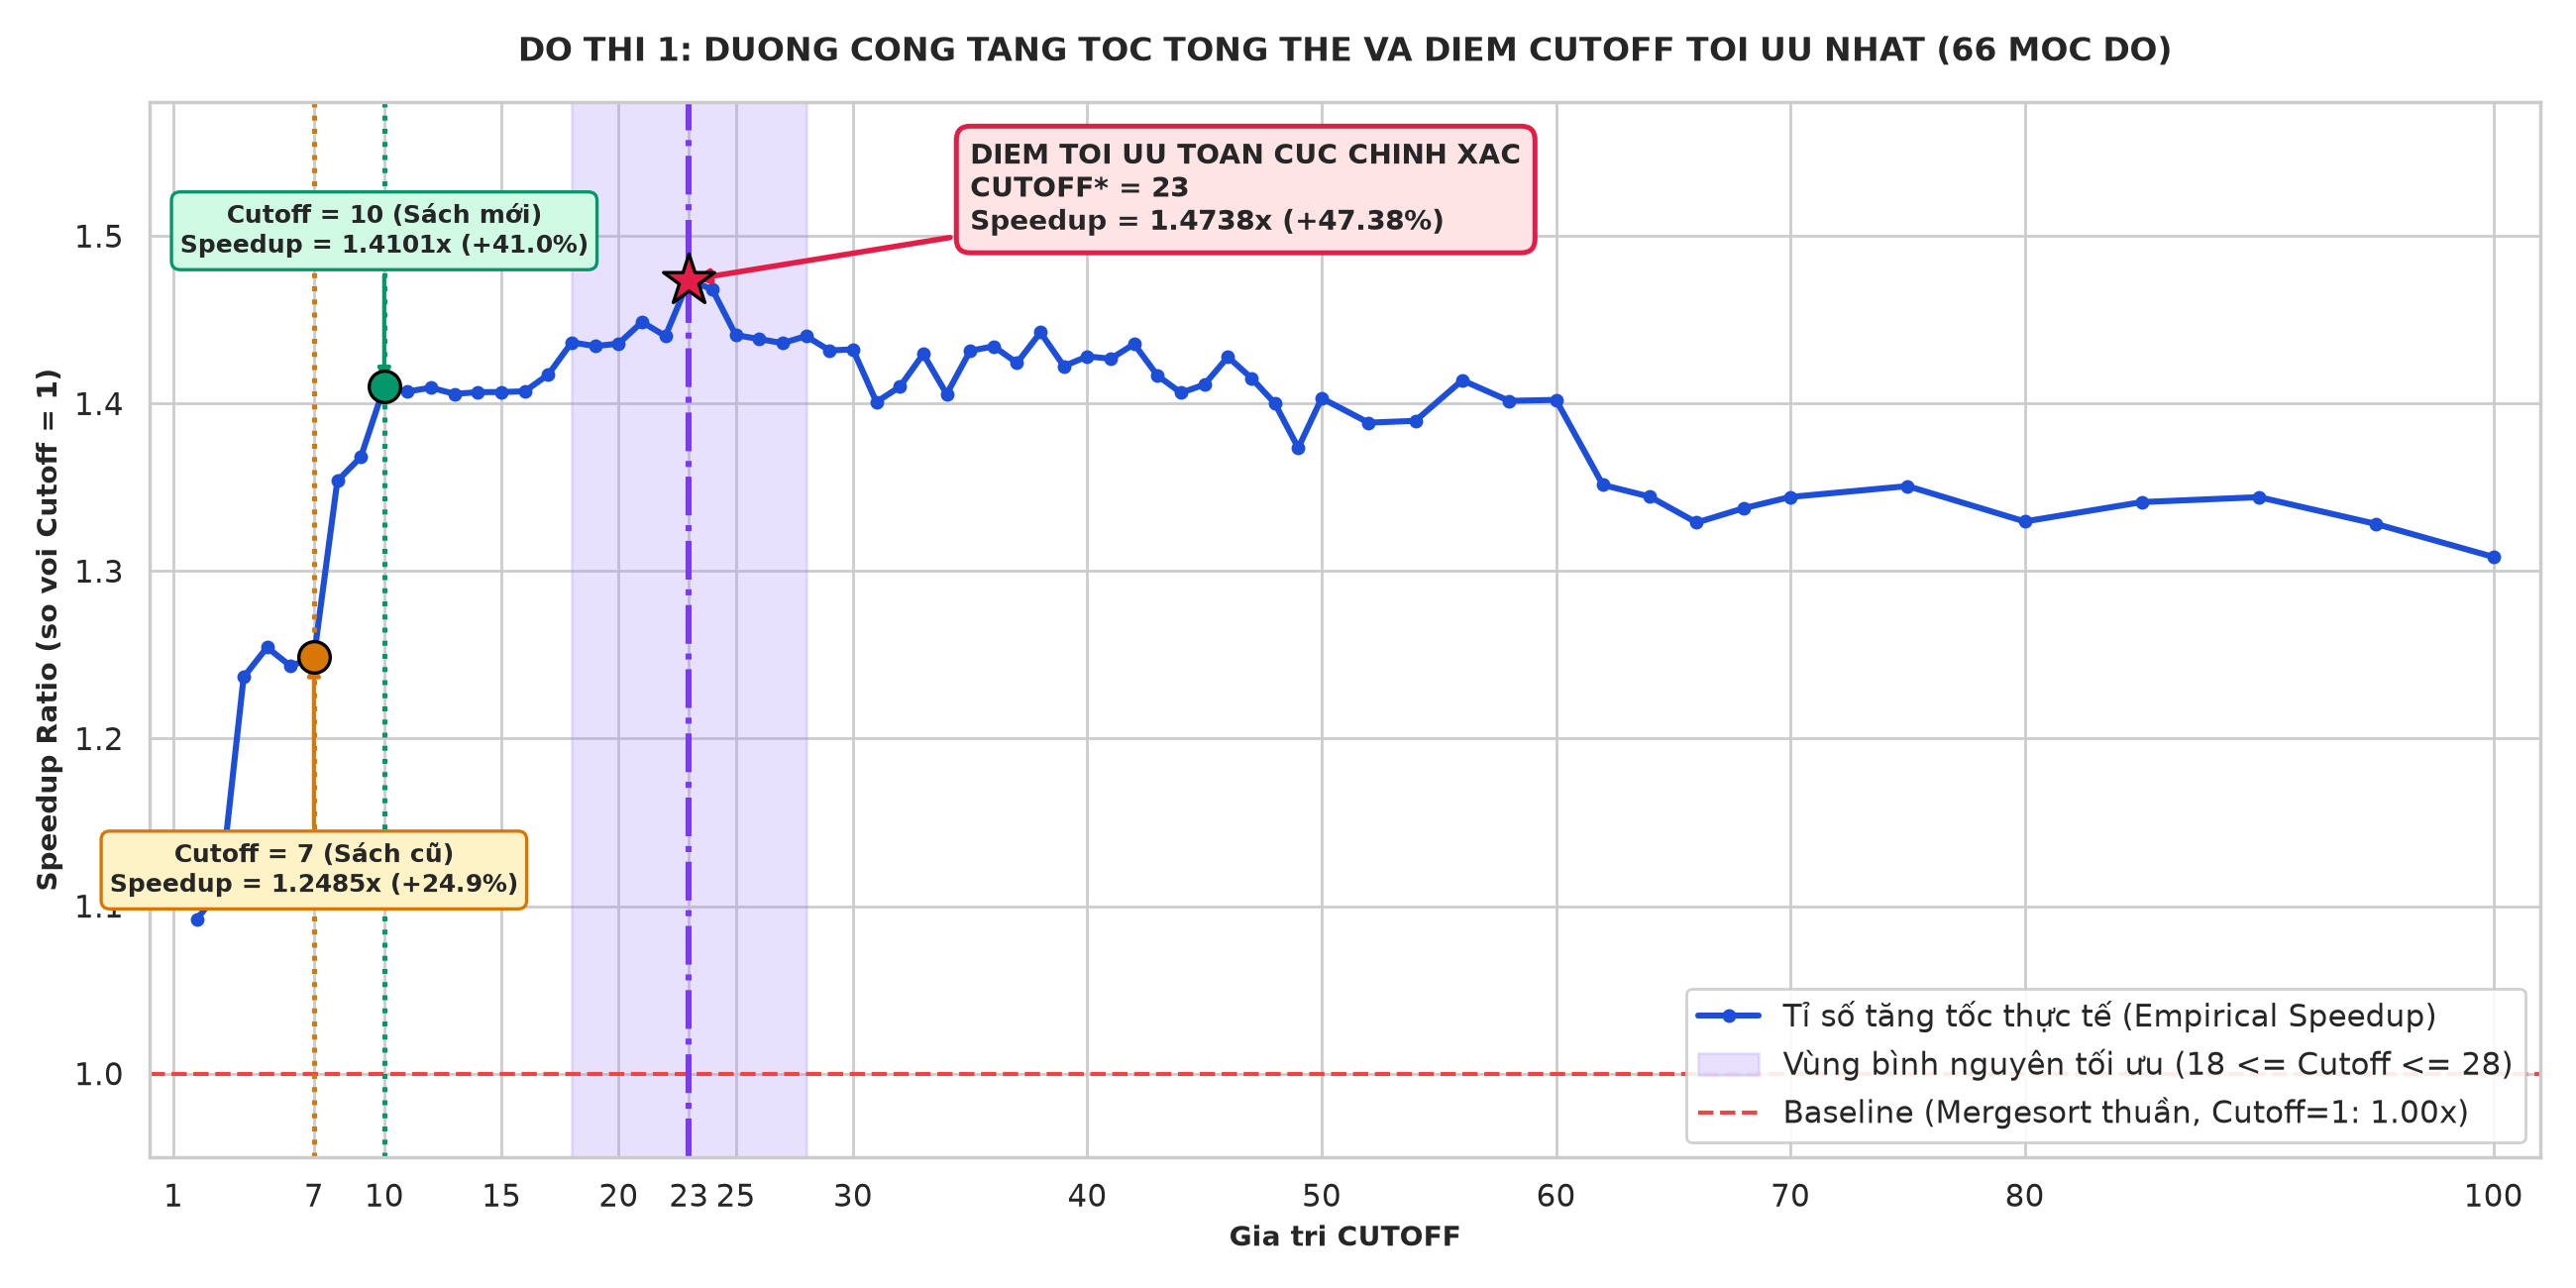 DO THI 1: DUONG CONG TANG TOC TONG THE VA DIEM CUTOFF TOI UU NHAT (66 MOC DO)
DIEM TOI UU TOAN CUC CHINH XAC
CUTOFF* = 23
Speedup = 1.4738x (+47.38%)
Cutoff = 10 (Sách mới)
Speedup = 1.4101x (+41.0%)
Cutoff = 7 (Sách cũ)
Speedup = 1.2485x (+24.9%)
Speedup Ratio (so voi Cutoff = 1)
1.5
1.4
1.3
1.2
1.1
1.0
Tỉ số tăng tốc thực tế (Empirical Speedup)
Vùng bình nguyên tối ưu (18 <= Cutoff <= 28)
Baseline (Mergesort thuần, Cutoff=1: 1.00x)
1 7 10 15 20 23 25 30 40 50 60 70 80 100
Gia tri CUTOFF